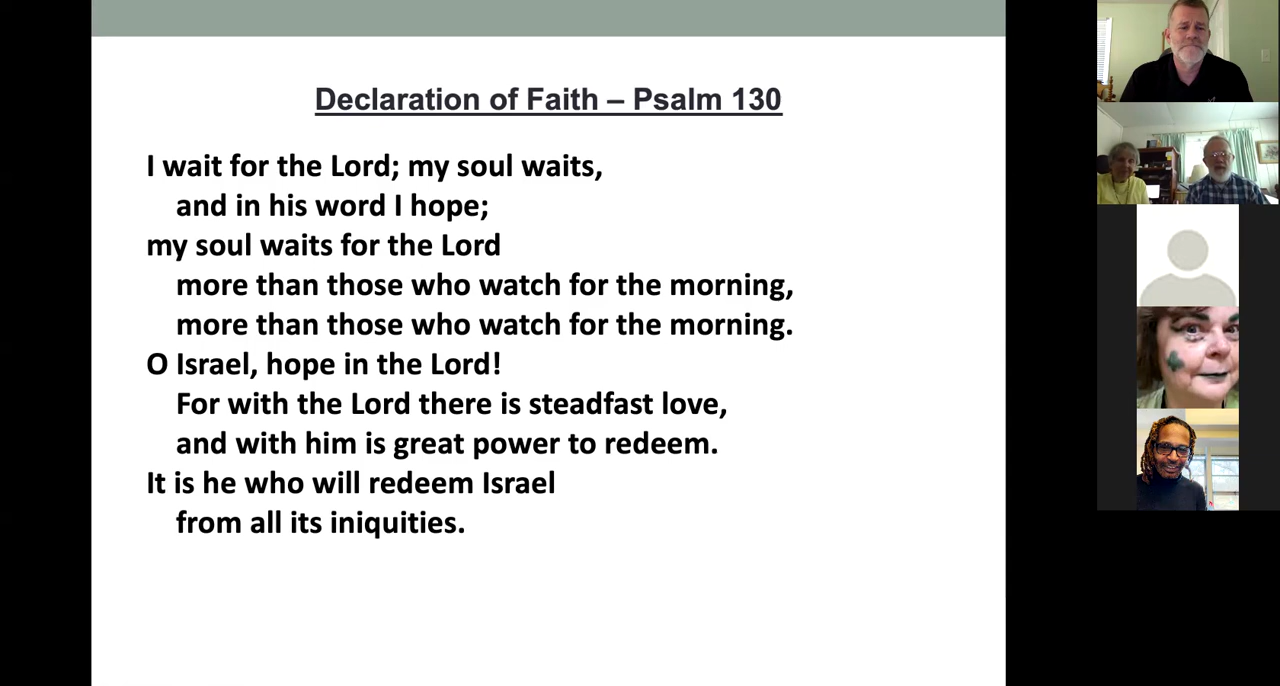 Declaration of Faith – Psalm 130
I wait for the Lord; my soul waits,
and in his word I hope;
my soul waits for the Lord
more than those who watch for the morning,
more than those who watch for the morning.
O Israel, hope in the Lord!
For with the Lord there is steadfast love,
and with him is great power to redeem.
It is he who will redeem Israel
from all its iniquities.